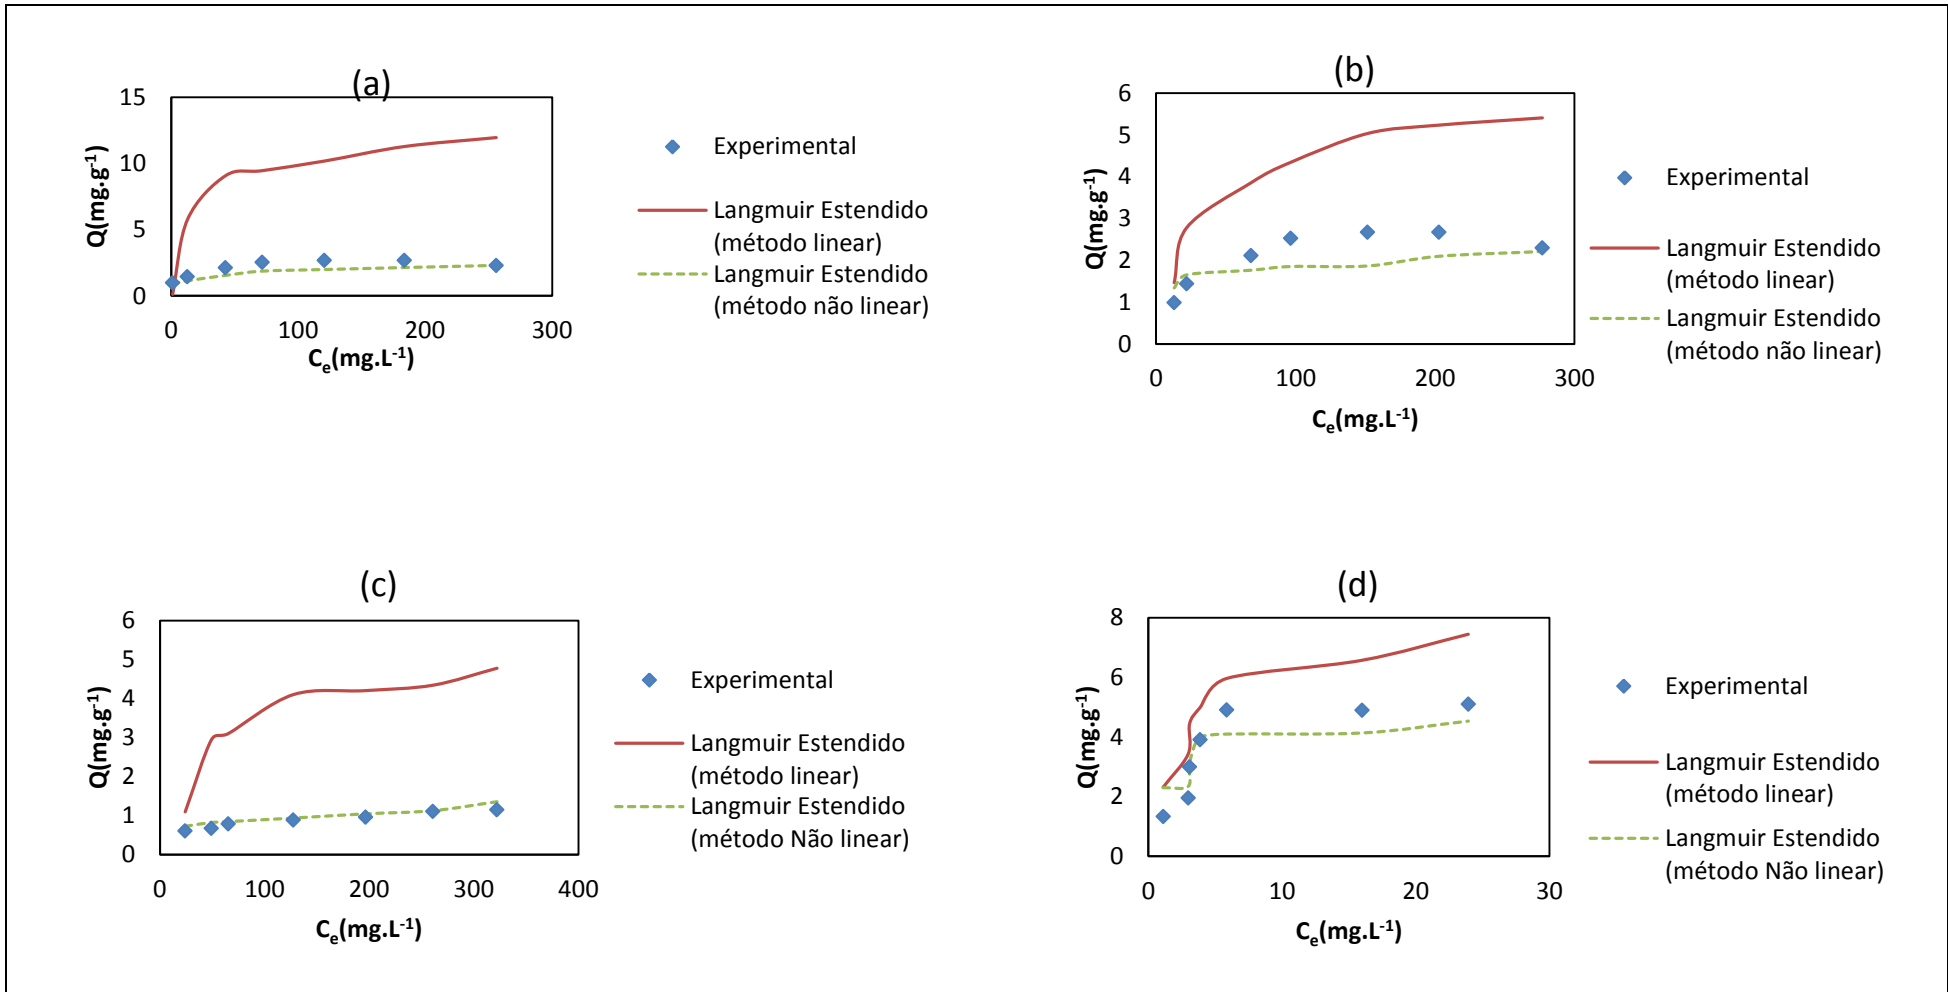 (a)
15
10
5
0
0 100 200 300
Q(mg.g-1)
Ce(mg.L-1)
Experimental
Langmuir Estendido
(método linear)
Langmuir Estendido
(método não linear)
(b)
6
5
4
3
2
1
0
0 100 200 300
Q(mg.g-1)
Ce(mg.L-1)
Experimental
Langmuir Estendido
(método linear)
Langmuir Estendido
(método não linear)
(c)
6
5
4
3
2
1
0
0 100 200 300 400
Q(mg.g-1)
Ce(mg.L-1)
Experimental
Langmuir Estendido
(método linear)
Langmuir Estendido
(método Não linear)
(d)
8
6
4
2
0
0 10 20 30
Q(mg.g-1)
Ce(mg.L-1)
Experimental
Langmuir Estendido
(método linear)
Langmuir Estendido
(método Não linear)